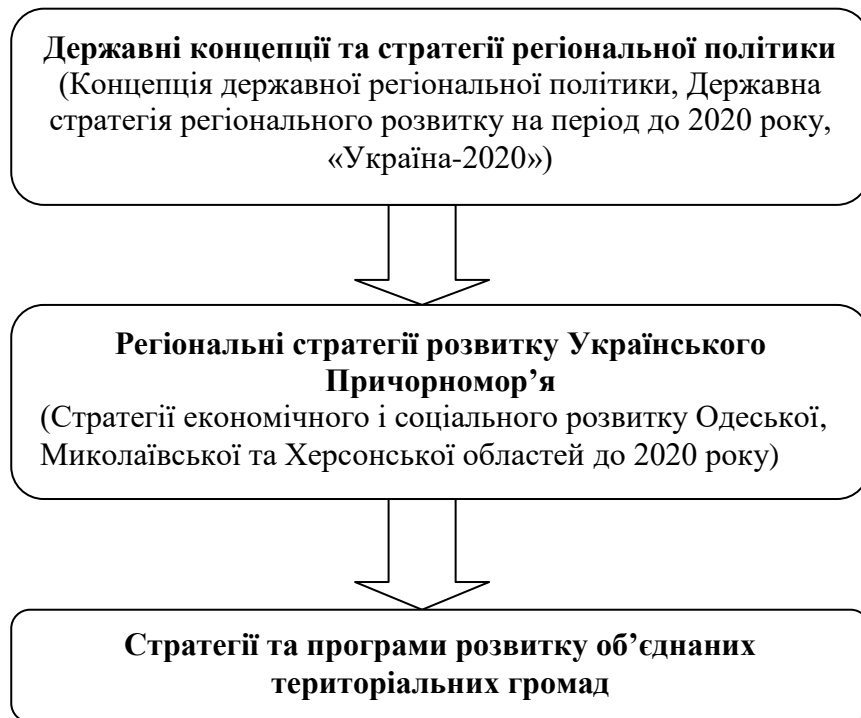 Державні концепції та стратегії регіональної політики
(Концепція державної регіональної політики, Державна
стратегія регіонального розвитку на період до 2020 року,
«Україна-2020»)
Регіональні стратегії розвитку Українського
Причорномор’я
(Стратегії економічного і соціального розвитку Одеської,
Миколаївської та Херсонської областей до 2020 року)
Стратегії та програми розвитку об’єднаних
територіальних громад